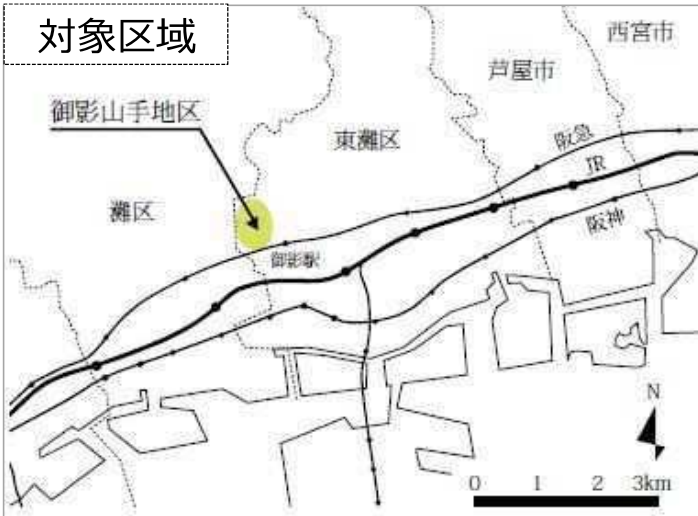 対象区域
西宮市
芦屋市
御影山手地区
東灘区
阪急
JR
灘区
阪神
御影駅
N
0 1 2 3km